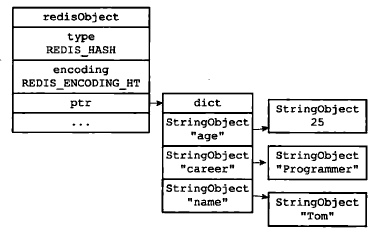 redisObject
type
REDIS_HASH
encoding
REDIS_ENCODING_HT
ptr
...
dict
StringObject
"age"
StringObject
"career"
StringObject
"name"
StringObject
25
StringObject
"Programmer"
StringObject
"Tom"